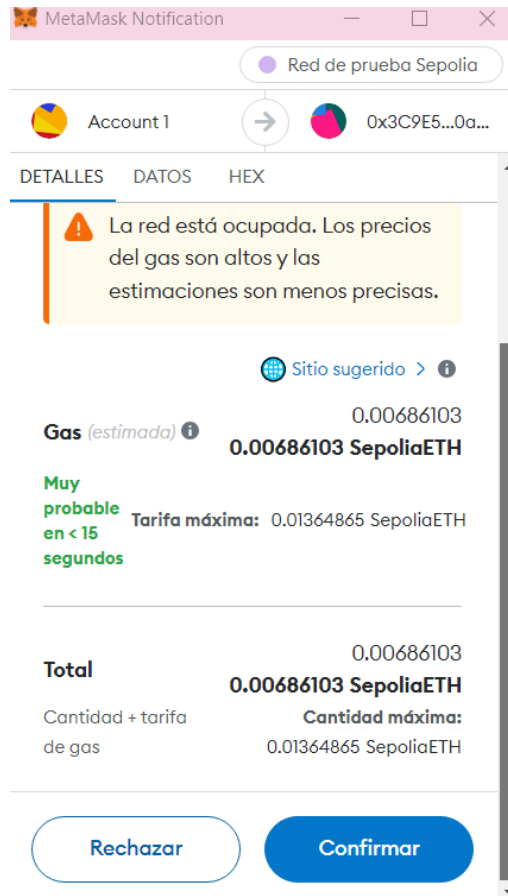 MetaMask Notification
Red de prueba Sepolia
Account 1
0x3C9E5...0a...
DETALLES DATOS HEX
La red está ocupada. Los precios
del gas son altos y las
estimaciones son menos precisas.
Sitio sugerido >
0.00686103
Gas (estimada) 0.00686103 SepoliaETH
Muy
probable
en < 15
segundos
Tarifa máxima: 0.01364865 SepoliaETH
0.00686103
Total
0.00686103 SepoliaETH
Cantidad + tarifa
de gas
Cantidad máxima:
0.01364865 SepoliaETH
Rechazar Confirmar